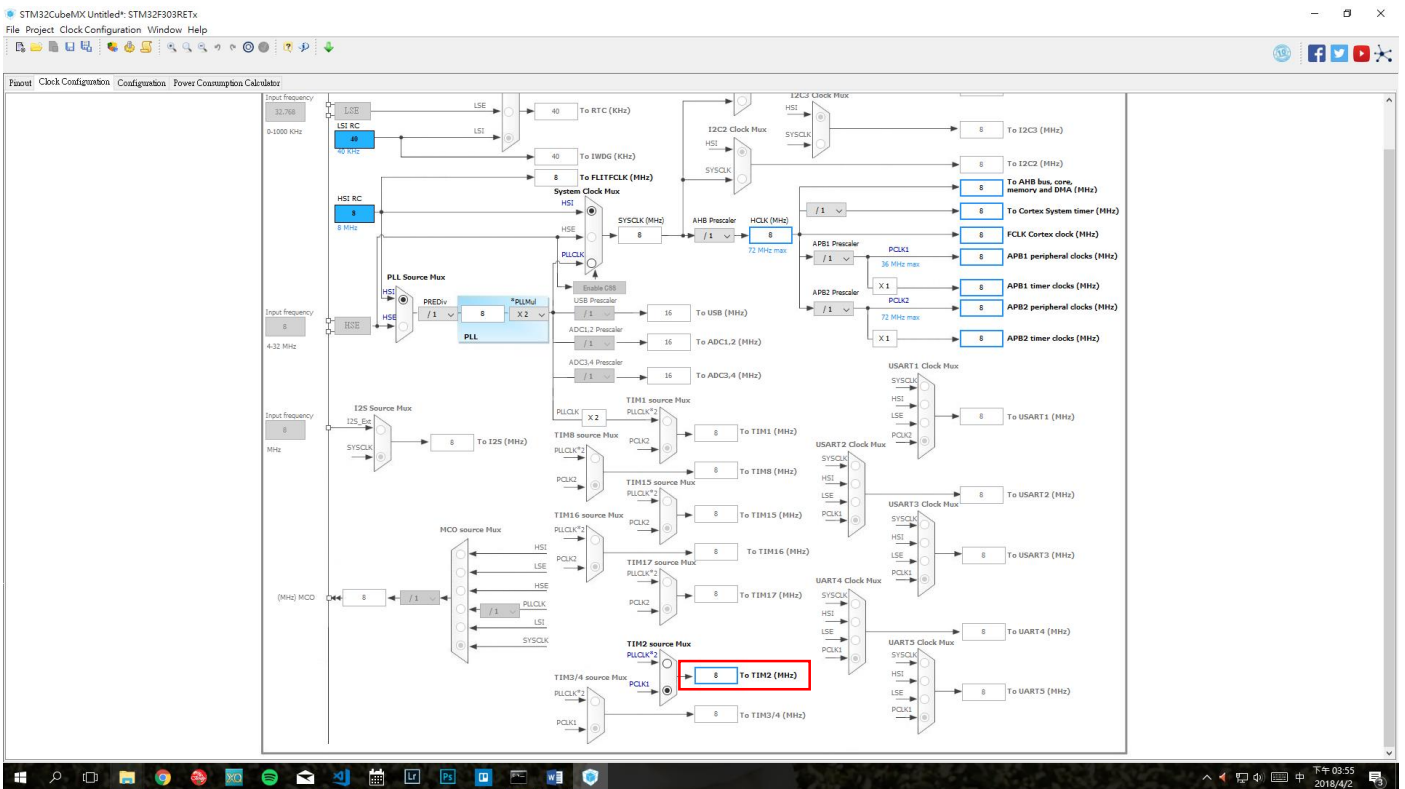 STM32CubeMX Untitled*: STM32F303RETx
File Project Clock Configuration Window Help
Pinout Clock Configuration Configuration Power Consumption Calculator
Input frequency
32.768
0-1000 KHz
LSE
LSE
LSI
40 To RTC (KHz)
LSI RC
40
40 KHz
40 To IWDG (KHz)
8 To FLITFCLK (MHz)
I2C3 Clock Mux
HSI
SYSCLK
8 To I2C3 (MHz)
I2C2 Clock Mux
HSI
SYSCLK
8 To I2C2 (MHz)
HSI RC
8
8 MHz
System Clock Mux
HSI
HSE
PLLCLK
Enable CSS
SYSCLK (MHz)
8
AHB Prescaler
/ 1
HCLK (MHz)
8
72 MHz max
8 To AHB bus, core,
memory and DMA (MHz)
/ 1
8 To Cortex System timer (MHz)
8 FCLK Cortex clock (MHz)
APB1 Prescaler
/ 1
PCLK1
36 MHz max
8 APB1 peripheral clocks (MHz)
X 1
8 APB1 timer clocks (MHz)
APB2 Prescaler
/ 1
PCLK2
72 MHz max
8 APB2 peripheral clocks (MHz)
X 1
8 APB2 timer clocks (MHz)
PLL Source Mux
HSI
HSE
PREDiv
/ 1
8
*PLLMul
X 2
PLL
Input frequency
8
4-32 MHz
HSE
USB Prescaler
/ 1
16 To USB (MHz)
ADC1,2 Prescaler
/ 1
16 To ADC1,2 (MHz)
ADC3,4 Prescaler
/ 1
16 To ADC3,4 (MHz)
Input frequency
8
MHz
I2S Source Mux
I2S_Ext
SYSCLK
8 To I2S (MHz)
PLLCLK X 2
TIM1 source Mux
PLLCLK*2
PCLK2
8 To TIM1 (MHz)
TIM8 source Mux
PLLCLK*2
PCLK2
8 To TIM8 (MHz)
TIM15 source Mux
PLLCLK*2
PCLK2
8 To TIM15 (MHz)
TIM16 source Mux
PLLCLK*2
PCLK2
8 To TIM16 (MHz)
TIM17 source Mux
PLLCLK*2
PCLK2
8 To TIM17 (MHz)
TIM2 source Mux
PLLCLK*2
PCLK1
8 To TIM2 (MHz)
TIM3/4 source Mux
PLLCLK*2
PCLK1
8 To TIM3/4 (MHz)
MCO source Mux
HSI
LSE
HSE
/ 1 PLLCLK
LSI
SYSCLK
(MHz) MCO 8 / 1
USART1 Clock Mux
SYSCLK
HSI
LSE
PCLK2
8 To USART1 (MHz)
USART2 Clock Mux
SYSCLK
HSI
LSE
PCLK1
8 To USART2 (MHz)
USART3 Clock Mux
SYSCLK
HSI
LSE
PCLK1
8 To USART3 (MHz)
UART4 Clock Mux
SYSCLK
HSI
LSE
PCLK1
8 To UART4 (MHz)
UART5 Clock Mux
SYSCLK
HSI
LSE
PCLK1
8 To UART5 (MHz)
Lr
Ps
中
下午 03:55
2018/4/2